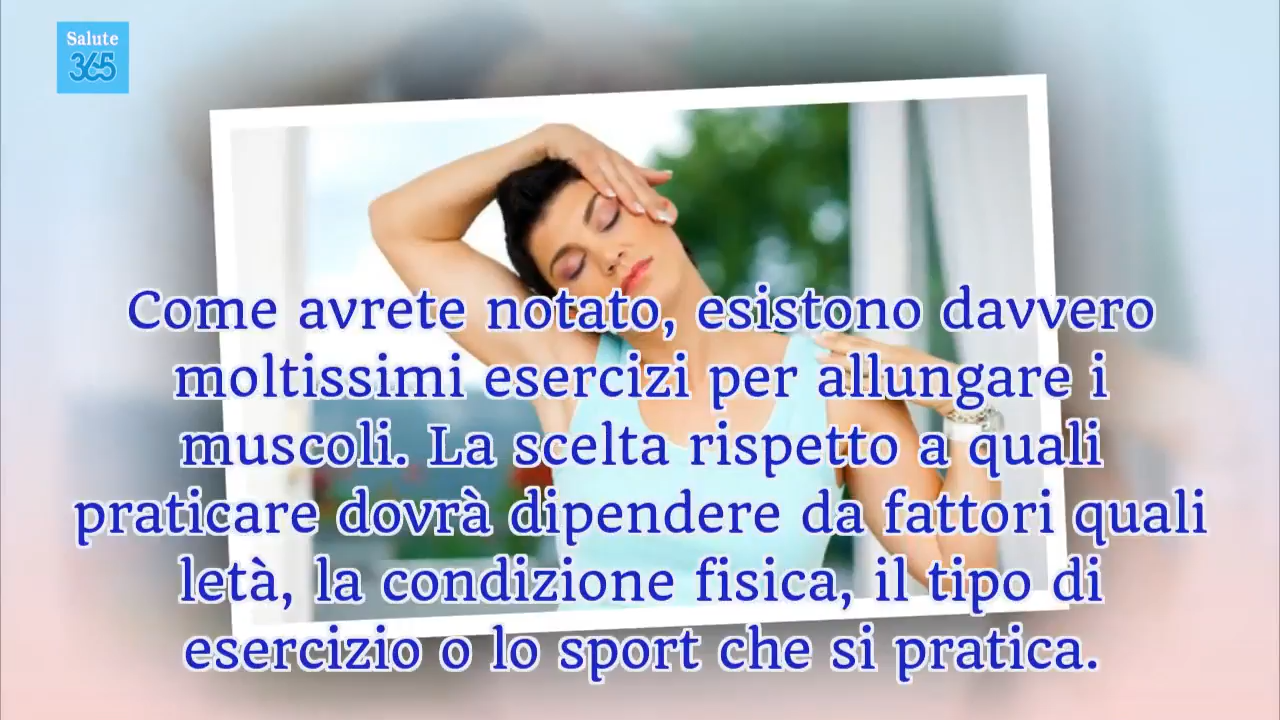 Salute
365
Come avrete notato, esistono davvero
moltissimi esercizi per allungare i
muscoli. La scelta rispetto a quali
praticare dovrà dipendere da fattori quali
letà, la condizione fisica, il tipo di
esercizio o lo sport che si pratica.